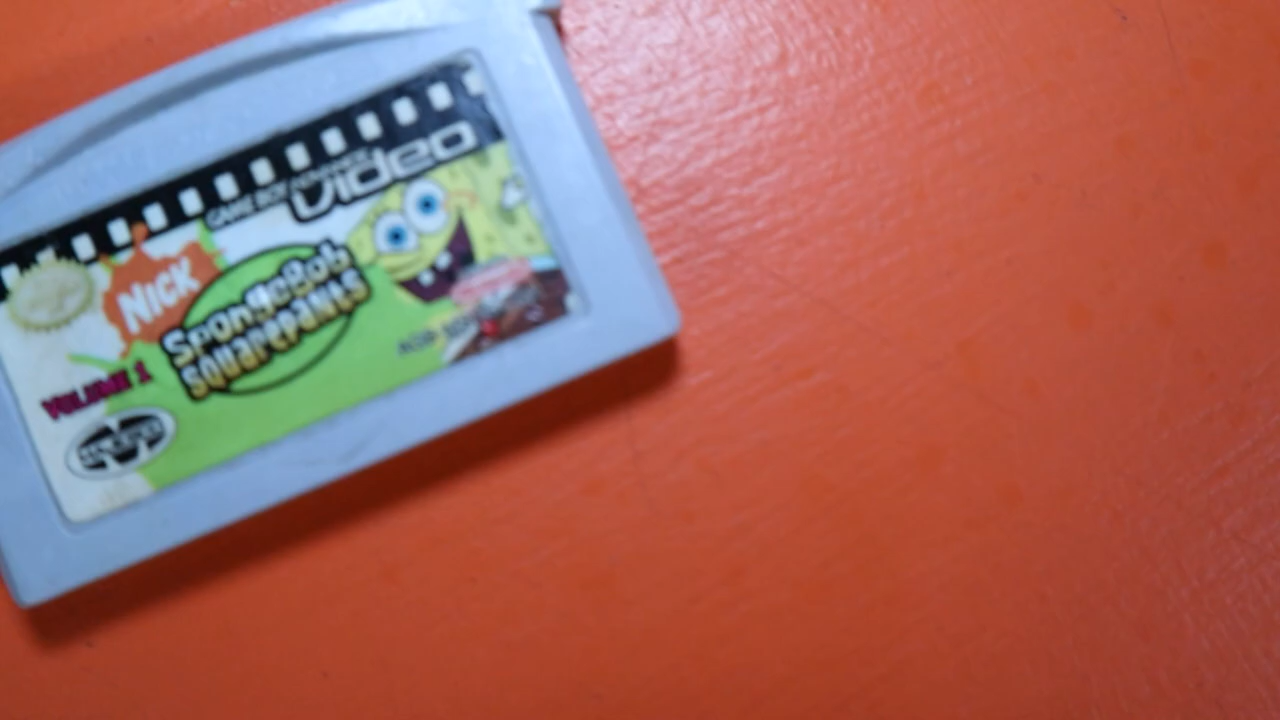 GAME BOY ADVANCE
Video
NICK
SpongeBob
SQUAREPANTS
VOLUME 1